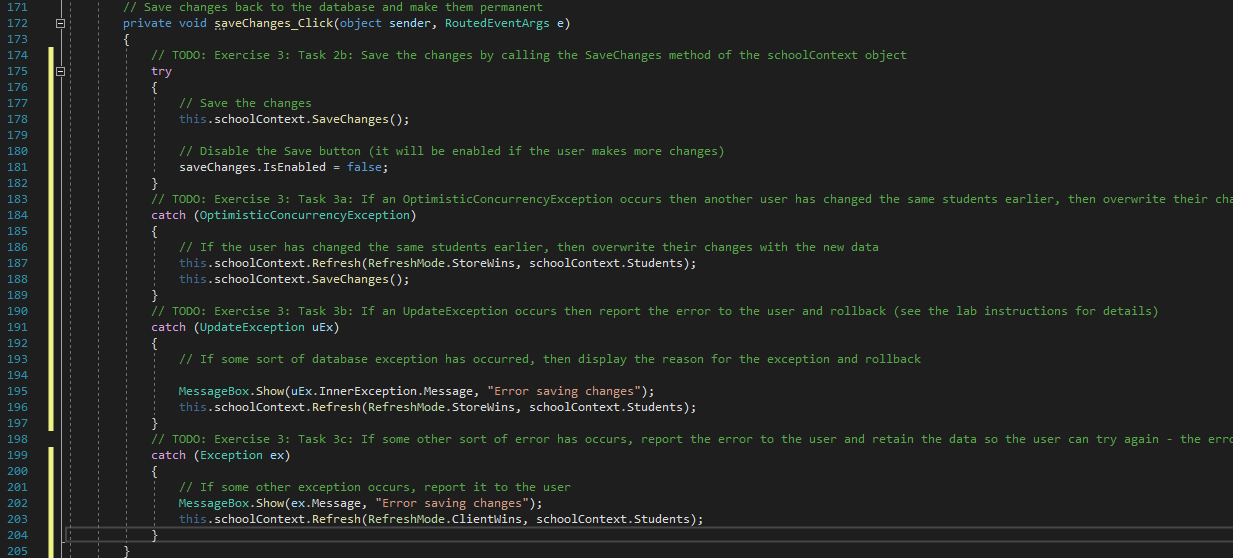 171 // Save changes back to the database and make them permanent
172 private void saveChanges_Click(object sender, RoutedEventArgs e)
173 {
174 // TODO: Exercise 3: Task 2b: Save the changes by calling the SaveChanges method of the schoolContext object
175 try
176 {
177 // Save the changes
178 this.schoolContext.SaveChanges();
179
180 // Disable the Save button (it will be enabled if the user makes more changes)
181 saveChanges.IsEnabled = false;
182 }
183 // TODO: Exercise 3: Task 3a: If an OptimisticConcurrencyException occurs then another user has changed the same students earlier, then overwrite their cha
184 catch (OptimisticConcurrencyException)
185 {
186 // If the user has changed the same students earlier, then overwrite their changes with the new data
187 this.schoolContext.Refresh(RefreshMode.StoreWins, schoolContext.Students);
188 this.schoolContext.SaveChanges();
189 }
190 // TODO: Exercise 3: Task 3b: If an UpdateException occurs then report the error to the user and rollback (see the lab instructions for details)
191 catch (UpdateException uEx)
192 {
193 // If some sort of database exception has occurred, then display the reason for the exception and rollback
194
195 MessageBox.Show(uEx.InnerException.Message, "Error saving changes");
196 this.schoolContext.Refresh(RefreshMode.StoreWins, schoolContext.Students);
197 }
198 // TODO: Exercise 3: Task 3c: If some other sort of error has occurs, report the error to the user and retain the data so the user can try again - the erro
199 catch (Exception ex)
200 {
201 // If some other exception occurs, report it to the user
202 MessageBox.Show(ex.Message, "Error saving changes");
203 this.schoolContext.Refresh(RefreshMode.ClientWins, schoolContext.Students);
204 }
205 }